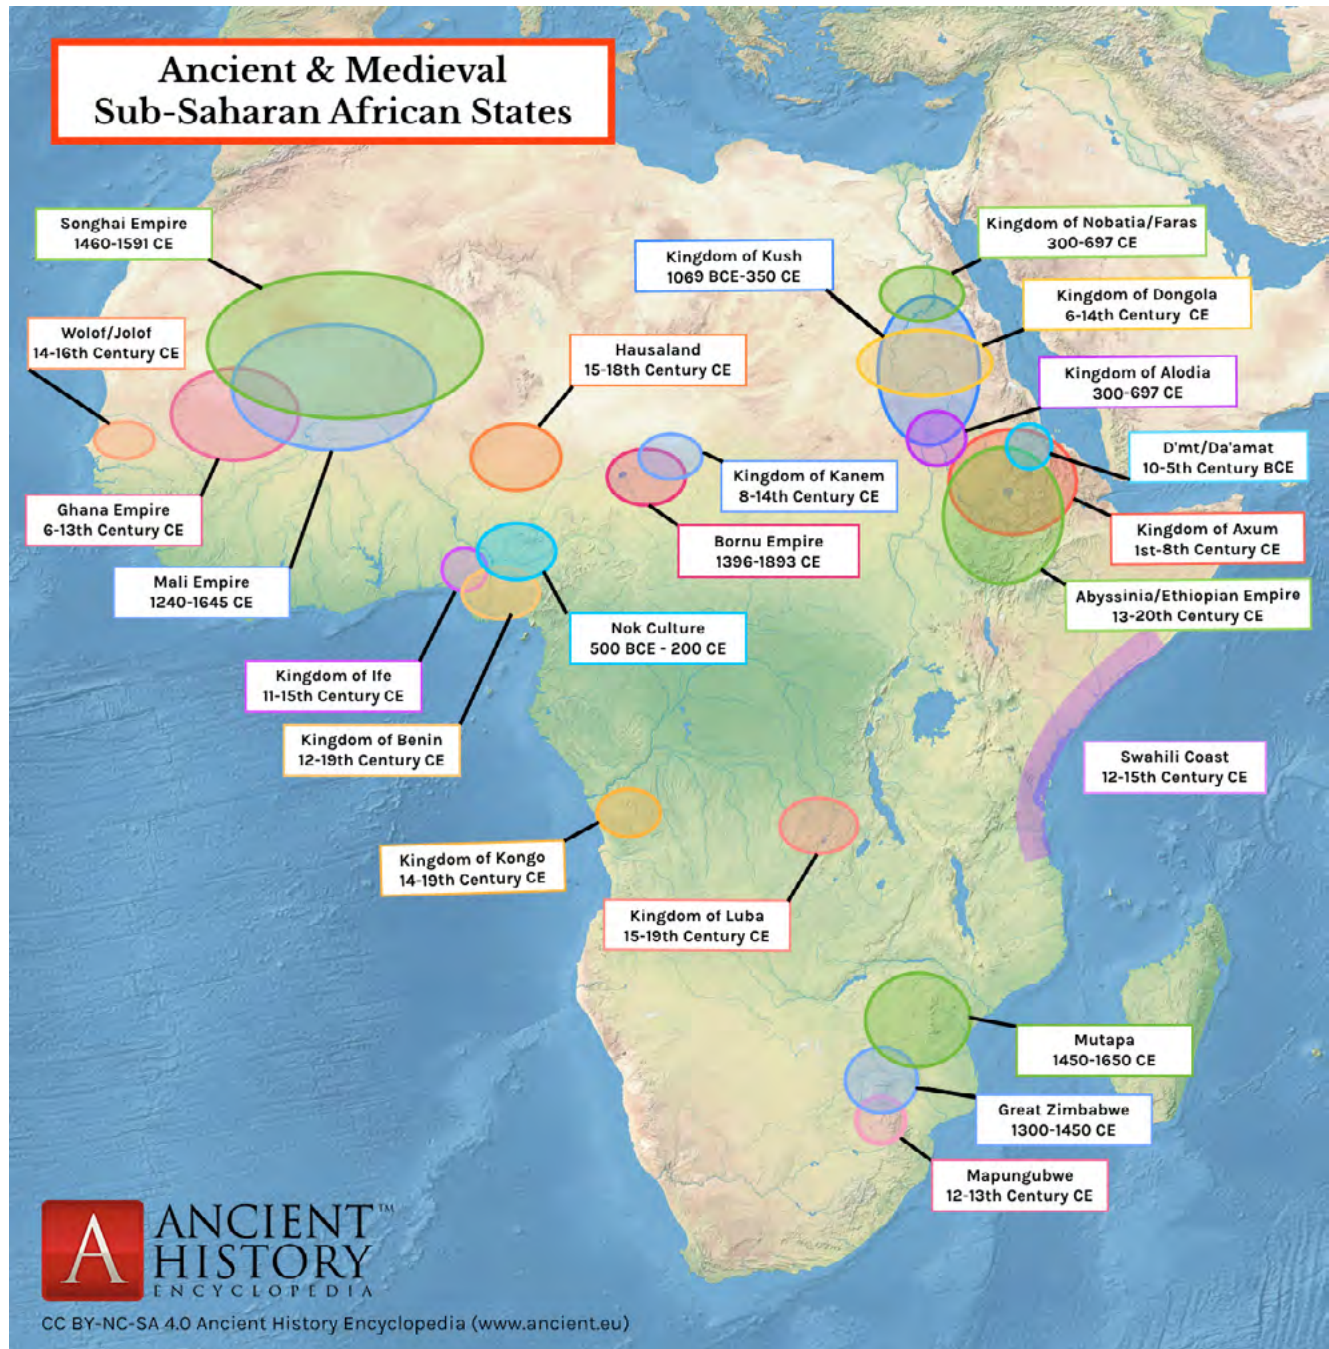 Ancient & Medieval
Sub-Saharan African States
Songhai Empire
1460-1591 CE
Kingdom of Nobatia/Faras
300-697 CE
Kingdom of Kush
1069 BCE-350 CE
Kingdom of Dongola
6-14th Century CE
Wolof/Jolof
14-16th Century CE
Hausaland
15-18th Century CE
Kingdom of Alodia
300-697 CE
D'mt/Da'amat
10-5th Century BCE
Kingdom of Kanem
8-14th Century CE
Ghana Empire
6-13th Century CE
Kingdom of Axum
1st-8th Century CE
Bornu Empire
1396-1893 CE
Mali Empire
1240-1645 CE
Abyssinia/Ethiopian Empire
13-20th Century CE
Nok Culture
500 BCE - 200 CE
Kingdom of Ife
11-15th Century CE
Kingdom of Benin
12-19th Century CE
Swahili Coast
12-15th Century CE
Kingdom of Kongo
14-19th Century CE
Kingdom of Luba
15-19th Century CE
Mutapa
1450-1650 CE
Great Zimbabwe
1300-1450 CE
Mapungubwe
12-13th Century CE
A
ANCIENT™
HISTORY
ENCYCLOPEDIA
CC BY-NC-SA 4.0 Ancient History Encyclopedia (www.ancient.eu)